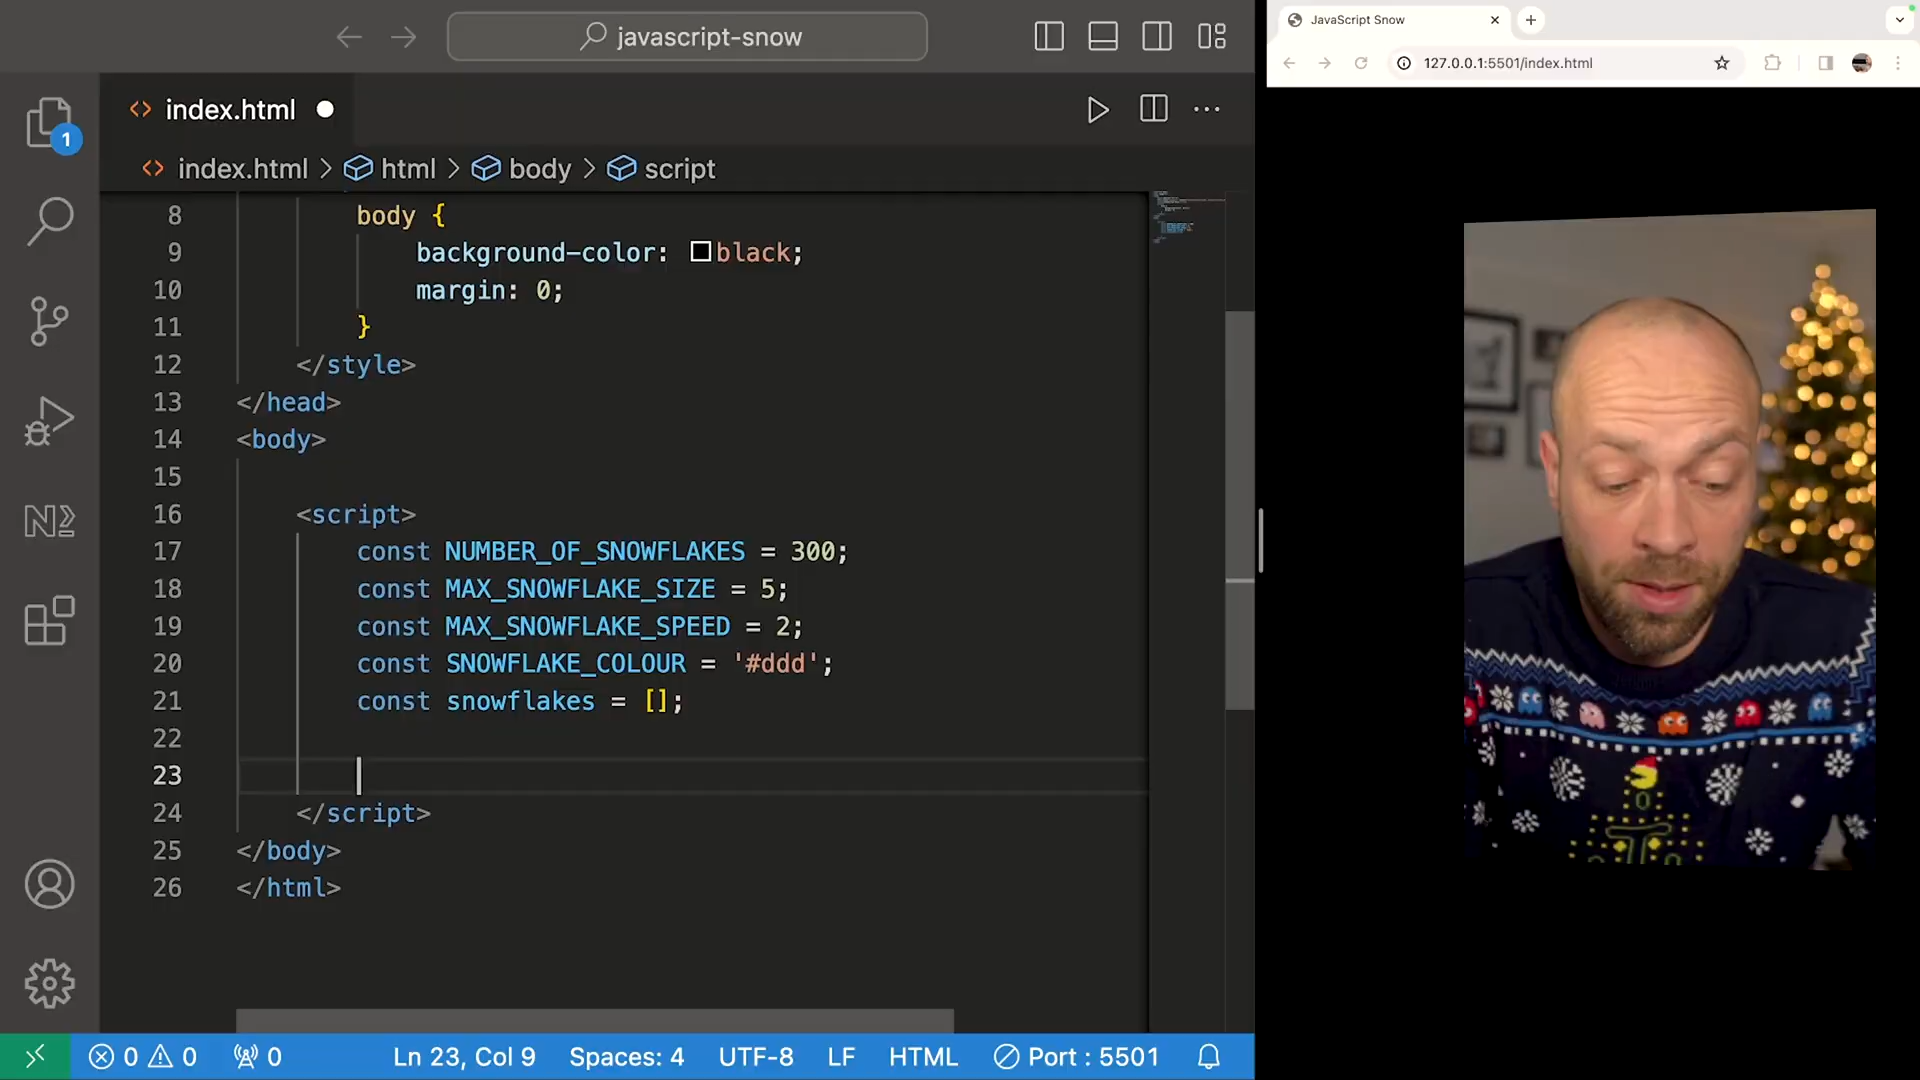 javascript-snow
JavaScript Snow
127.0.0.1:5501/index.html
1
index.html
index.html > html > body > script
8 body {
9 background-color: black;
10 margin: 0;
11 }
12 </style>
13 </head>
14 <body>
15
16 <script>
17 const NUMBER_OF_SNOWFLAKES = 300;
18 const MAX_SNOWFLAKE_SIZE = 5;
19 const MAX_SNOWFLAKE_SPEED = 2;
20 const SNOWFLAKE_COLOUR = '#ddd';
21 const snowflakes = [];
22
23
24 </script>
25 </body>
26 </html>
0 0 0 Ln 23, Col 9 Spaces: 4 UTF-8 LF HTML Port : 5501